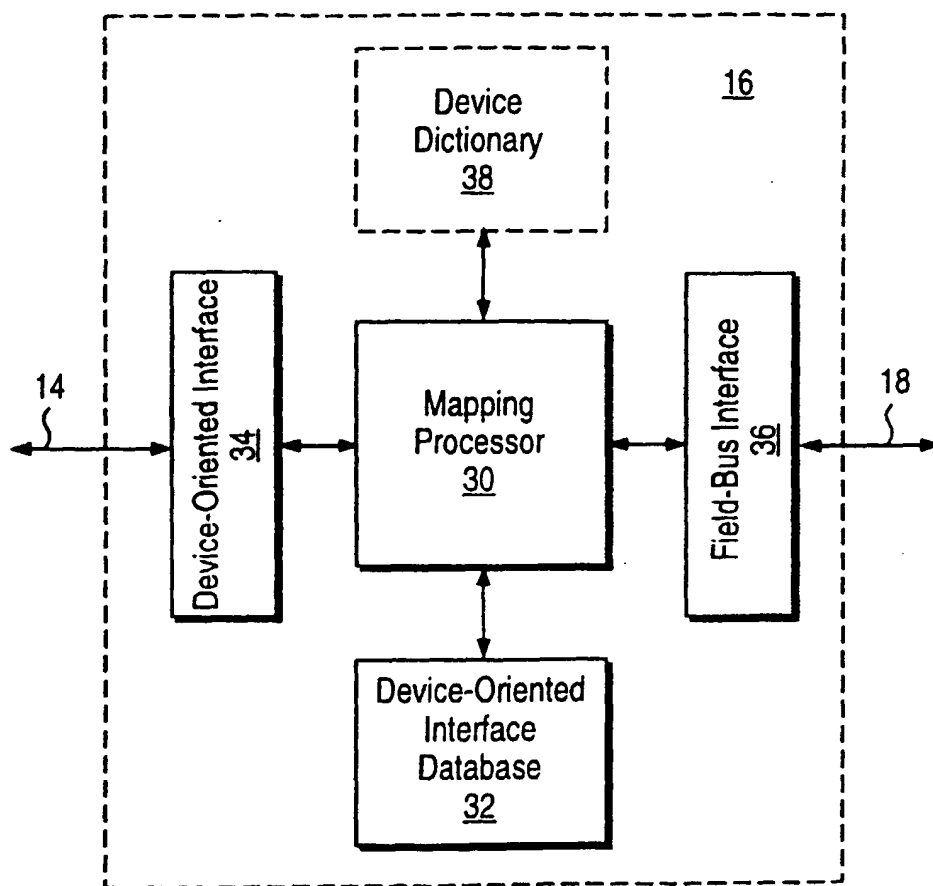 16
Device
Dictionary
38
14
Device-Oriented Interface
34
Mapping
Processor
30
Field-Bus Interface
36
18
Device-Oriented
Interface
Database
32